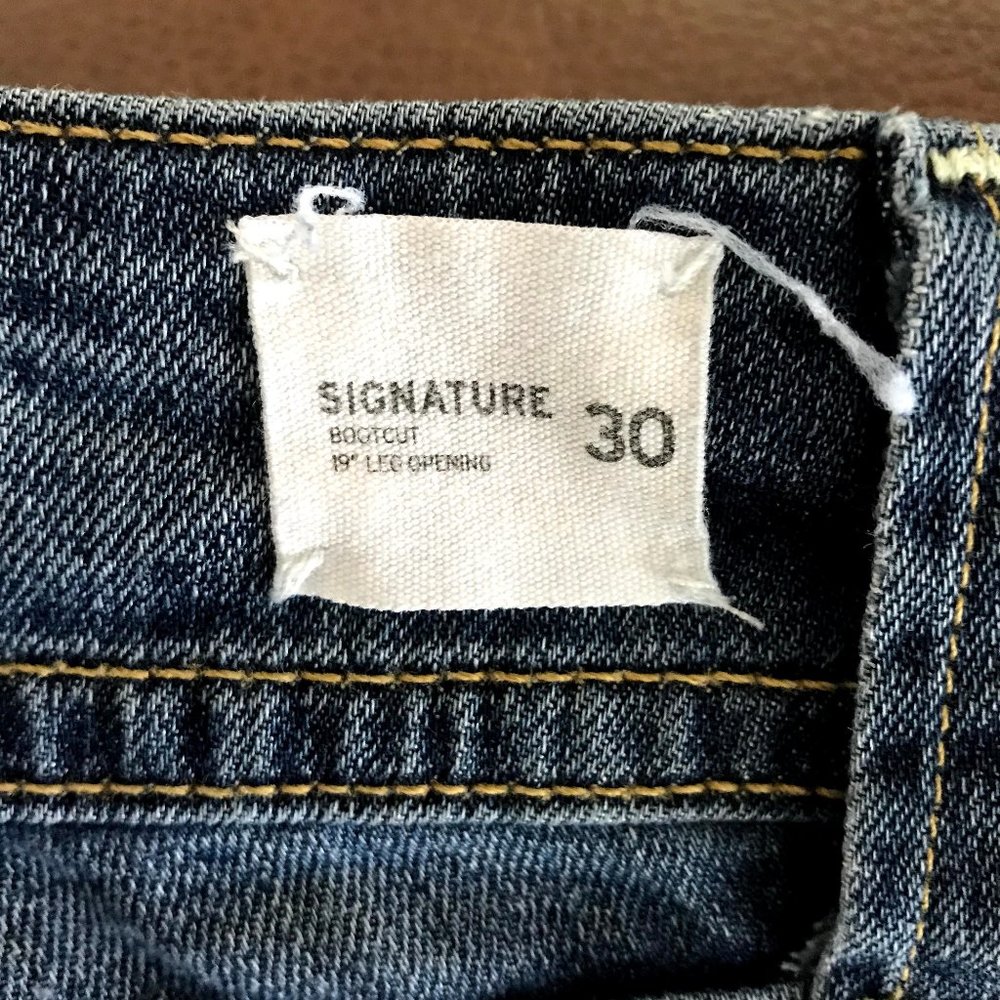 SIGNATURE
BOOTCUT
19" LEG OPENING
30